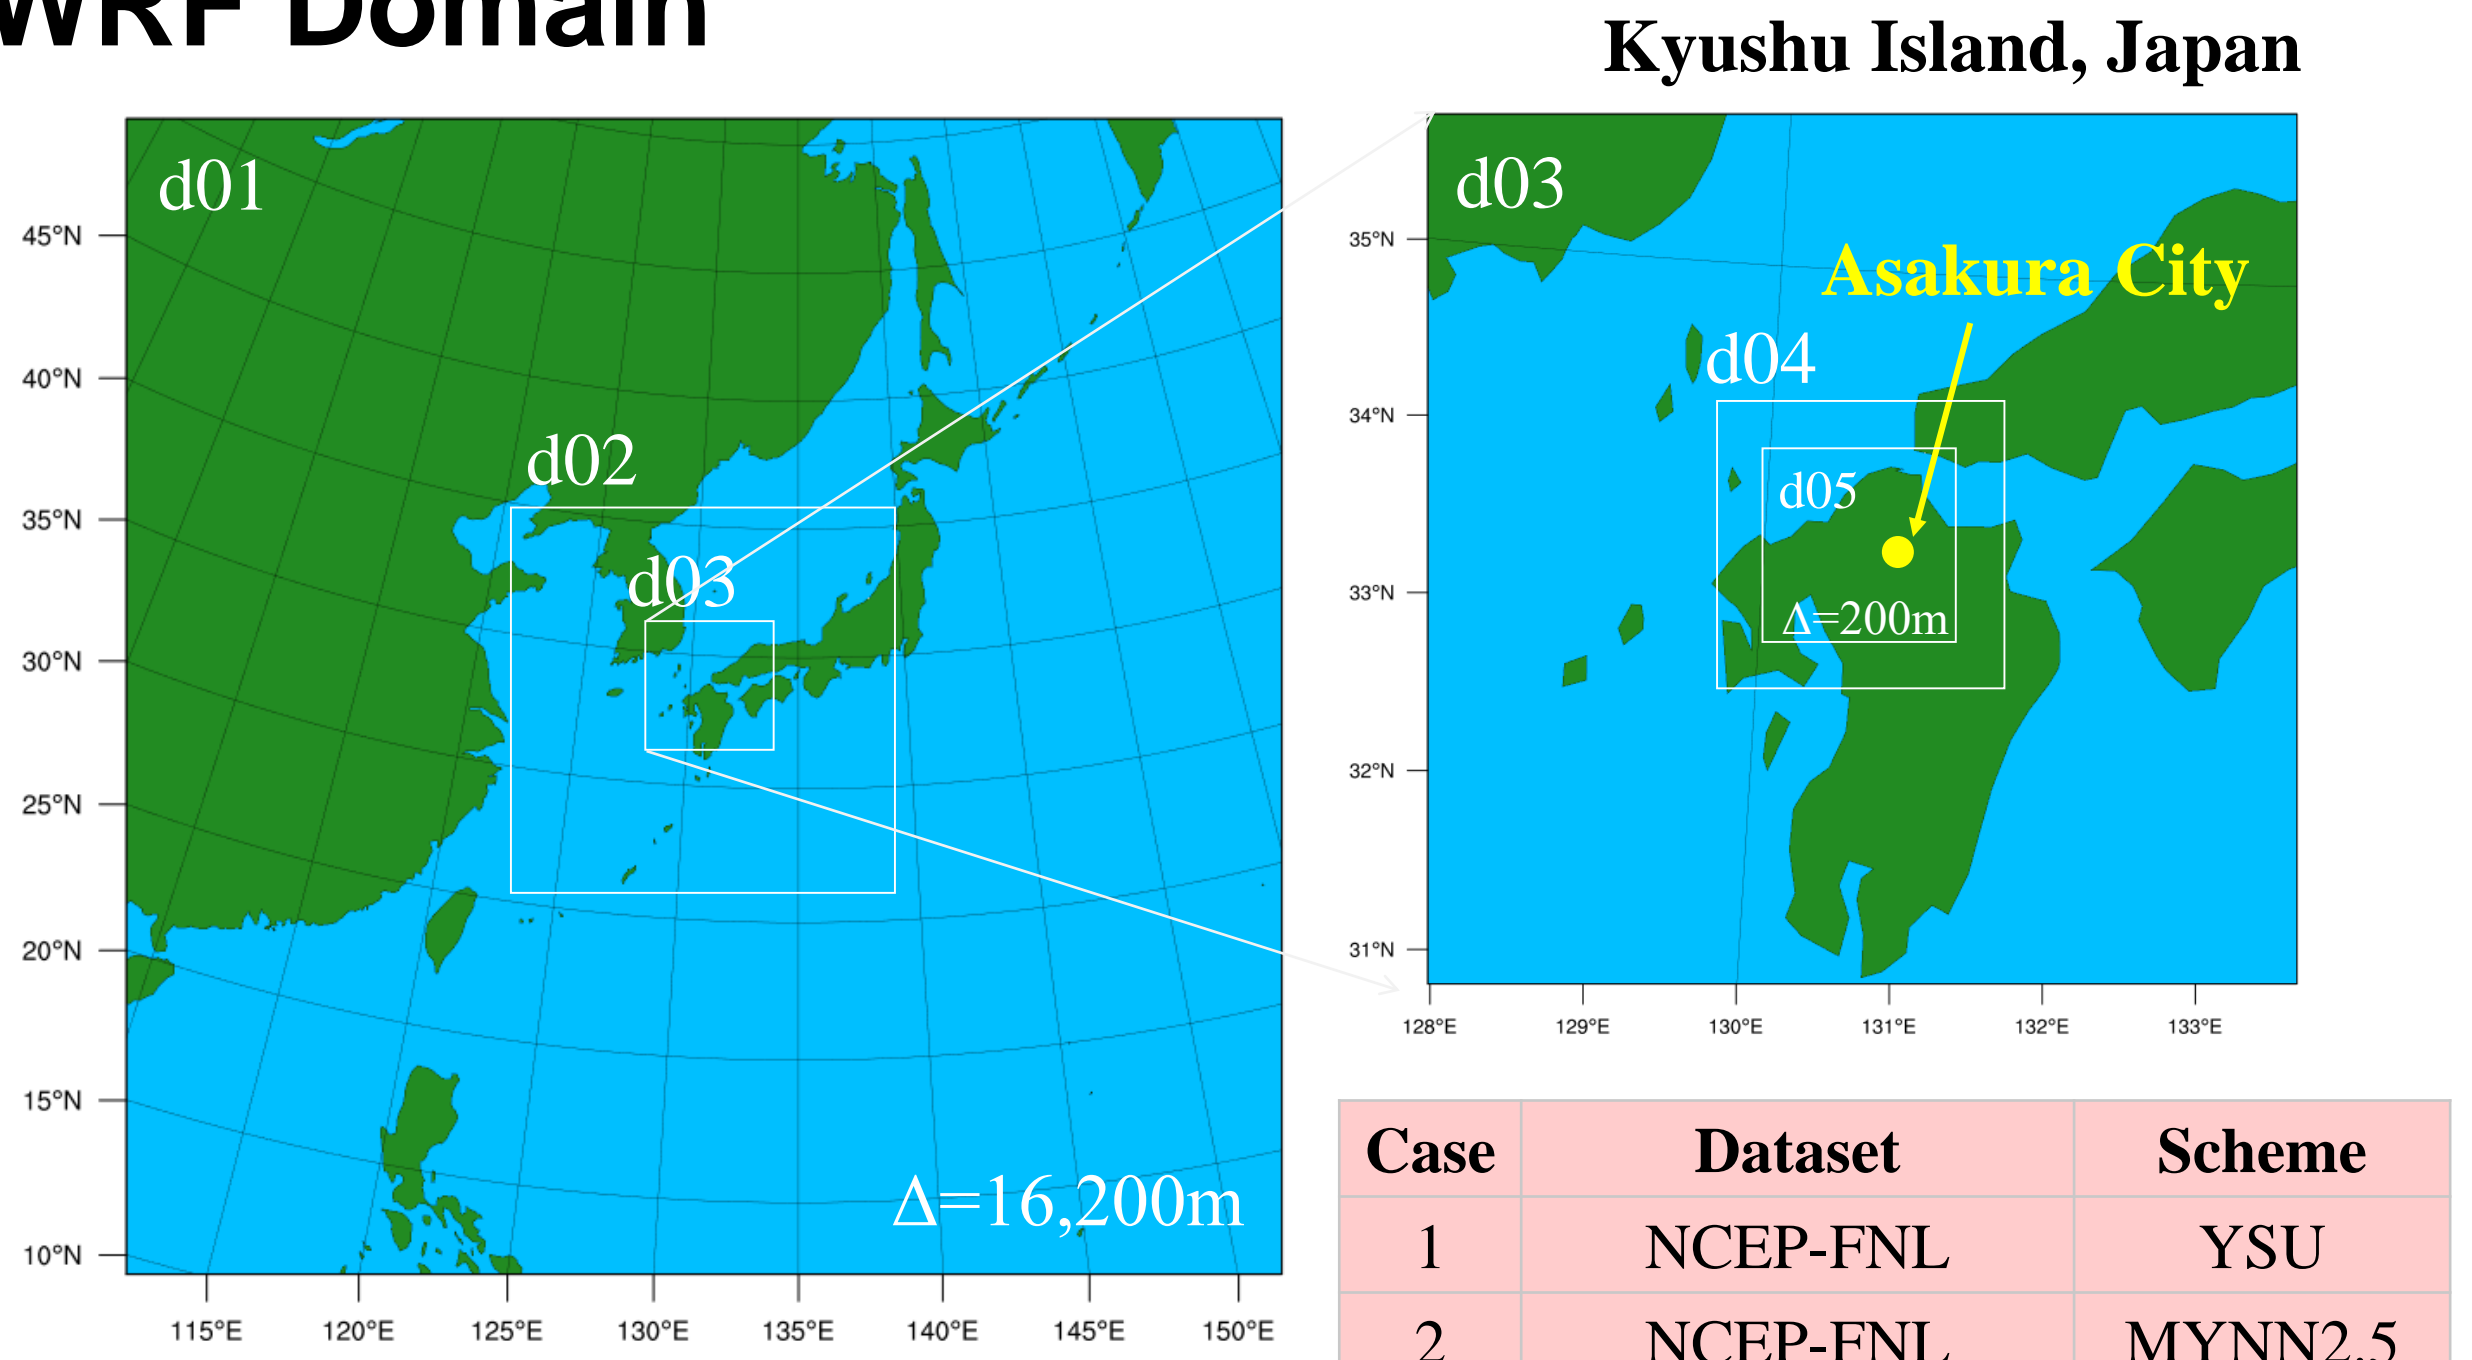 WRF Domain
Kyushu Island, Japan
d01
d02
d03
Δ=16,200m
45°N
40°N
35°N
30°N
25°N
20°N
15°N
10°N
115°E 120°E 125°E 130°E 135°E 140°E 145°E 150°E
d03
Asakura City
d04
d05
Δ=200m
35°N
34°N
33°N
32°N
31°N
128°E 129°E 130°E 131°E 132°E 133°E
Case Dataset Scheme
1 NCEP-FNL YSU
2 NCEP-FNL MYNN2.5